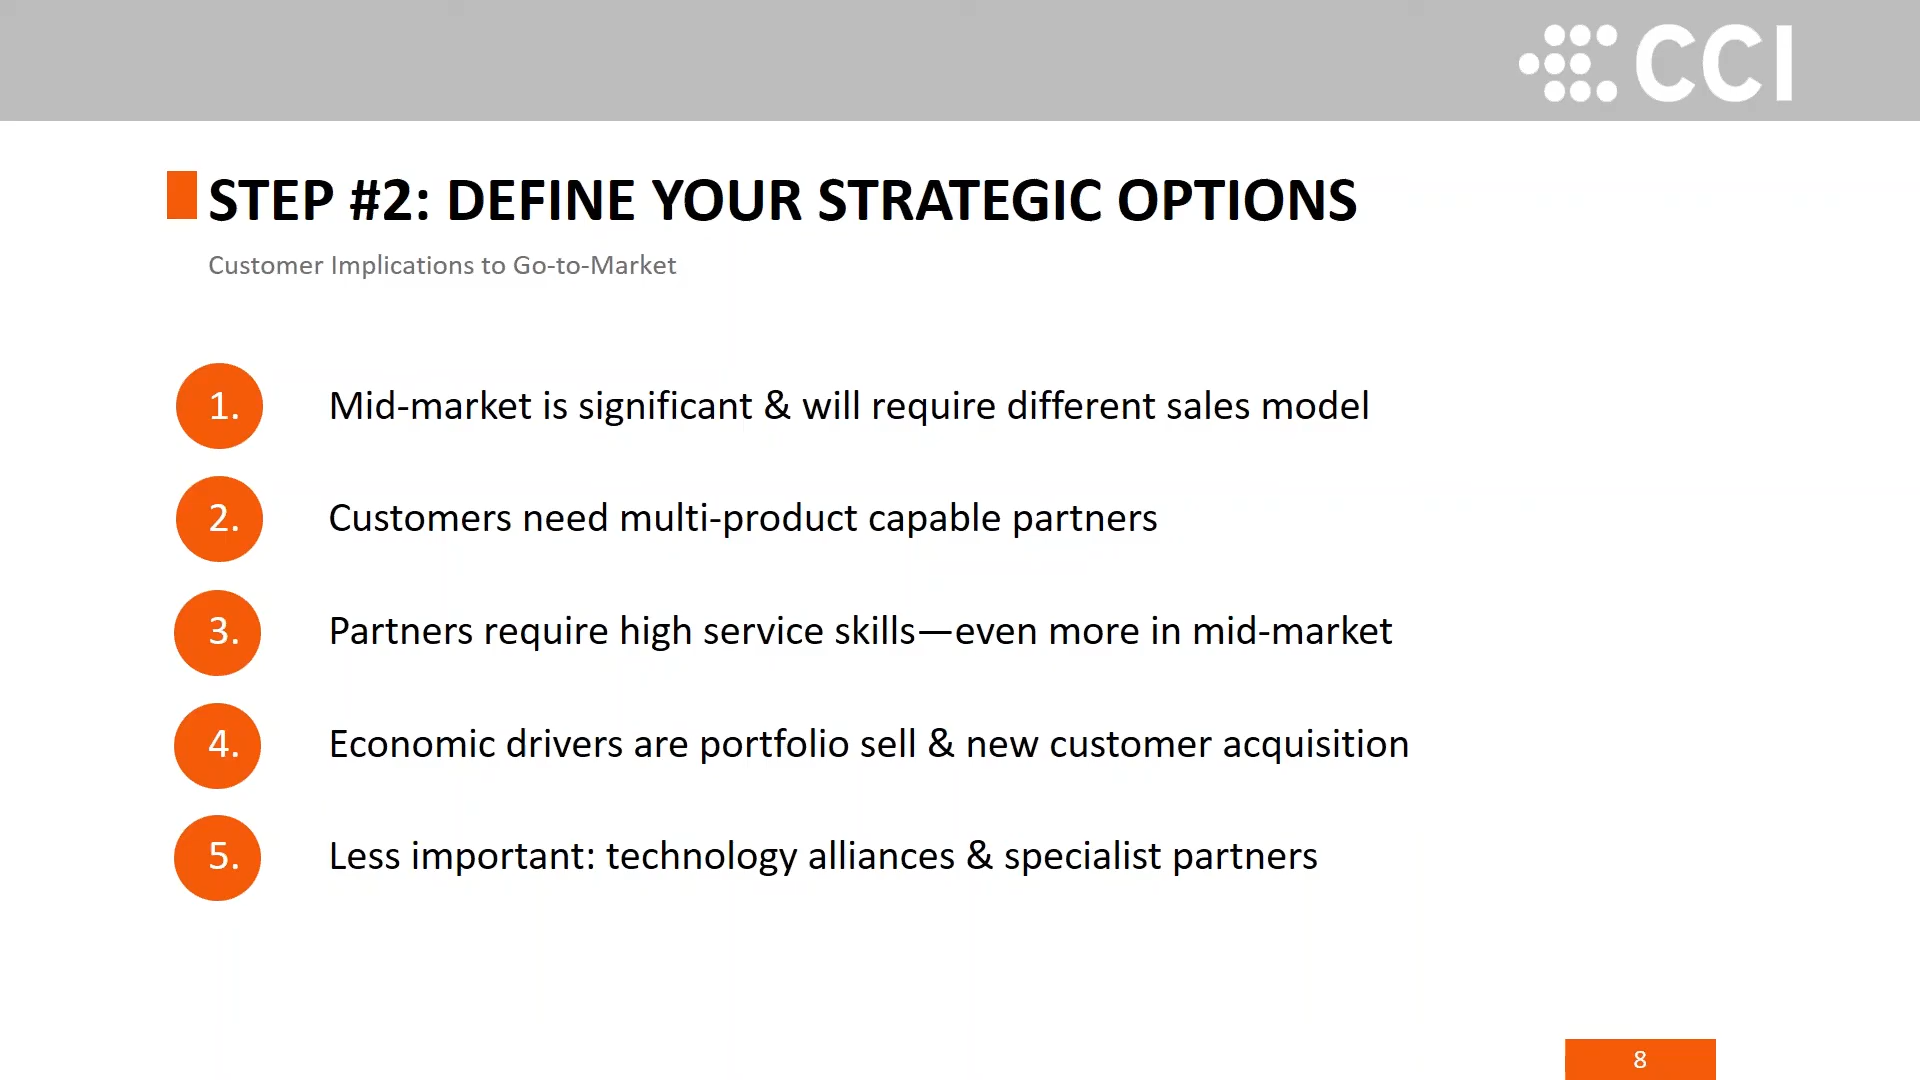 CCI
STEP #2: DEFINE YOUR STRATEGIC OPTIONS
Customer Implications to Go-to-Market
1. Mid-market is significant & will require different sales model
2. Customers need multi-product capable partners
3. Partners require high service skills—even more in mid-market
4. Economic drivers are portfolio sell & new customer acquisition
5. Less important: technology alliances & specialist partners
8